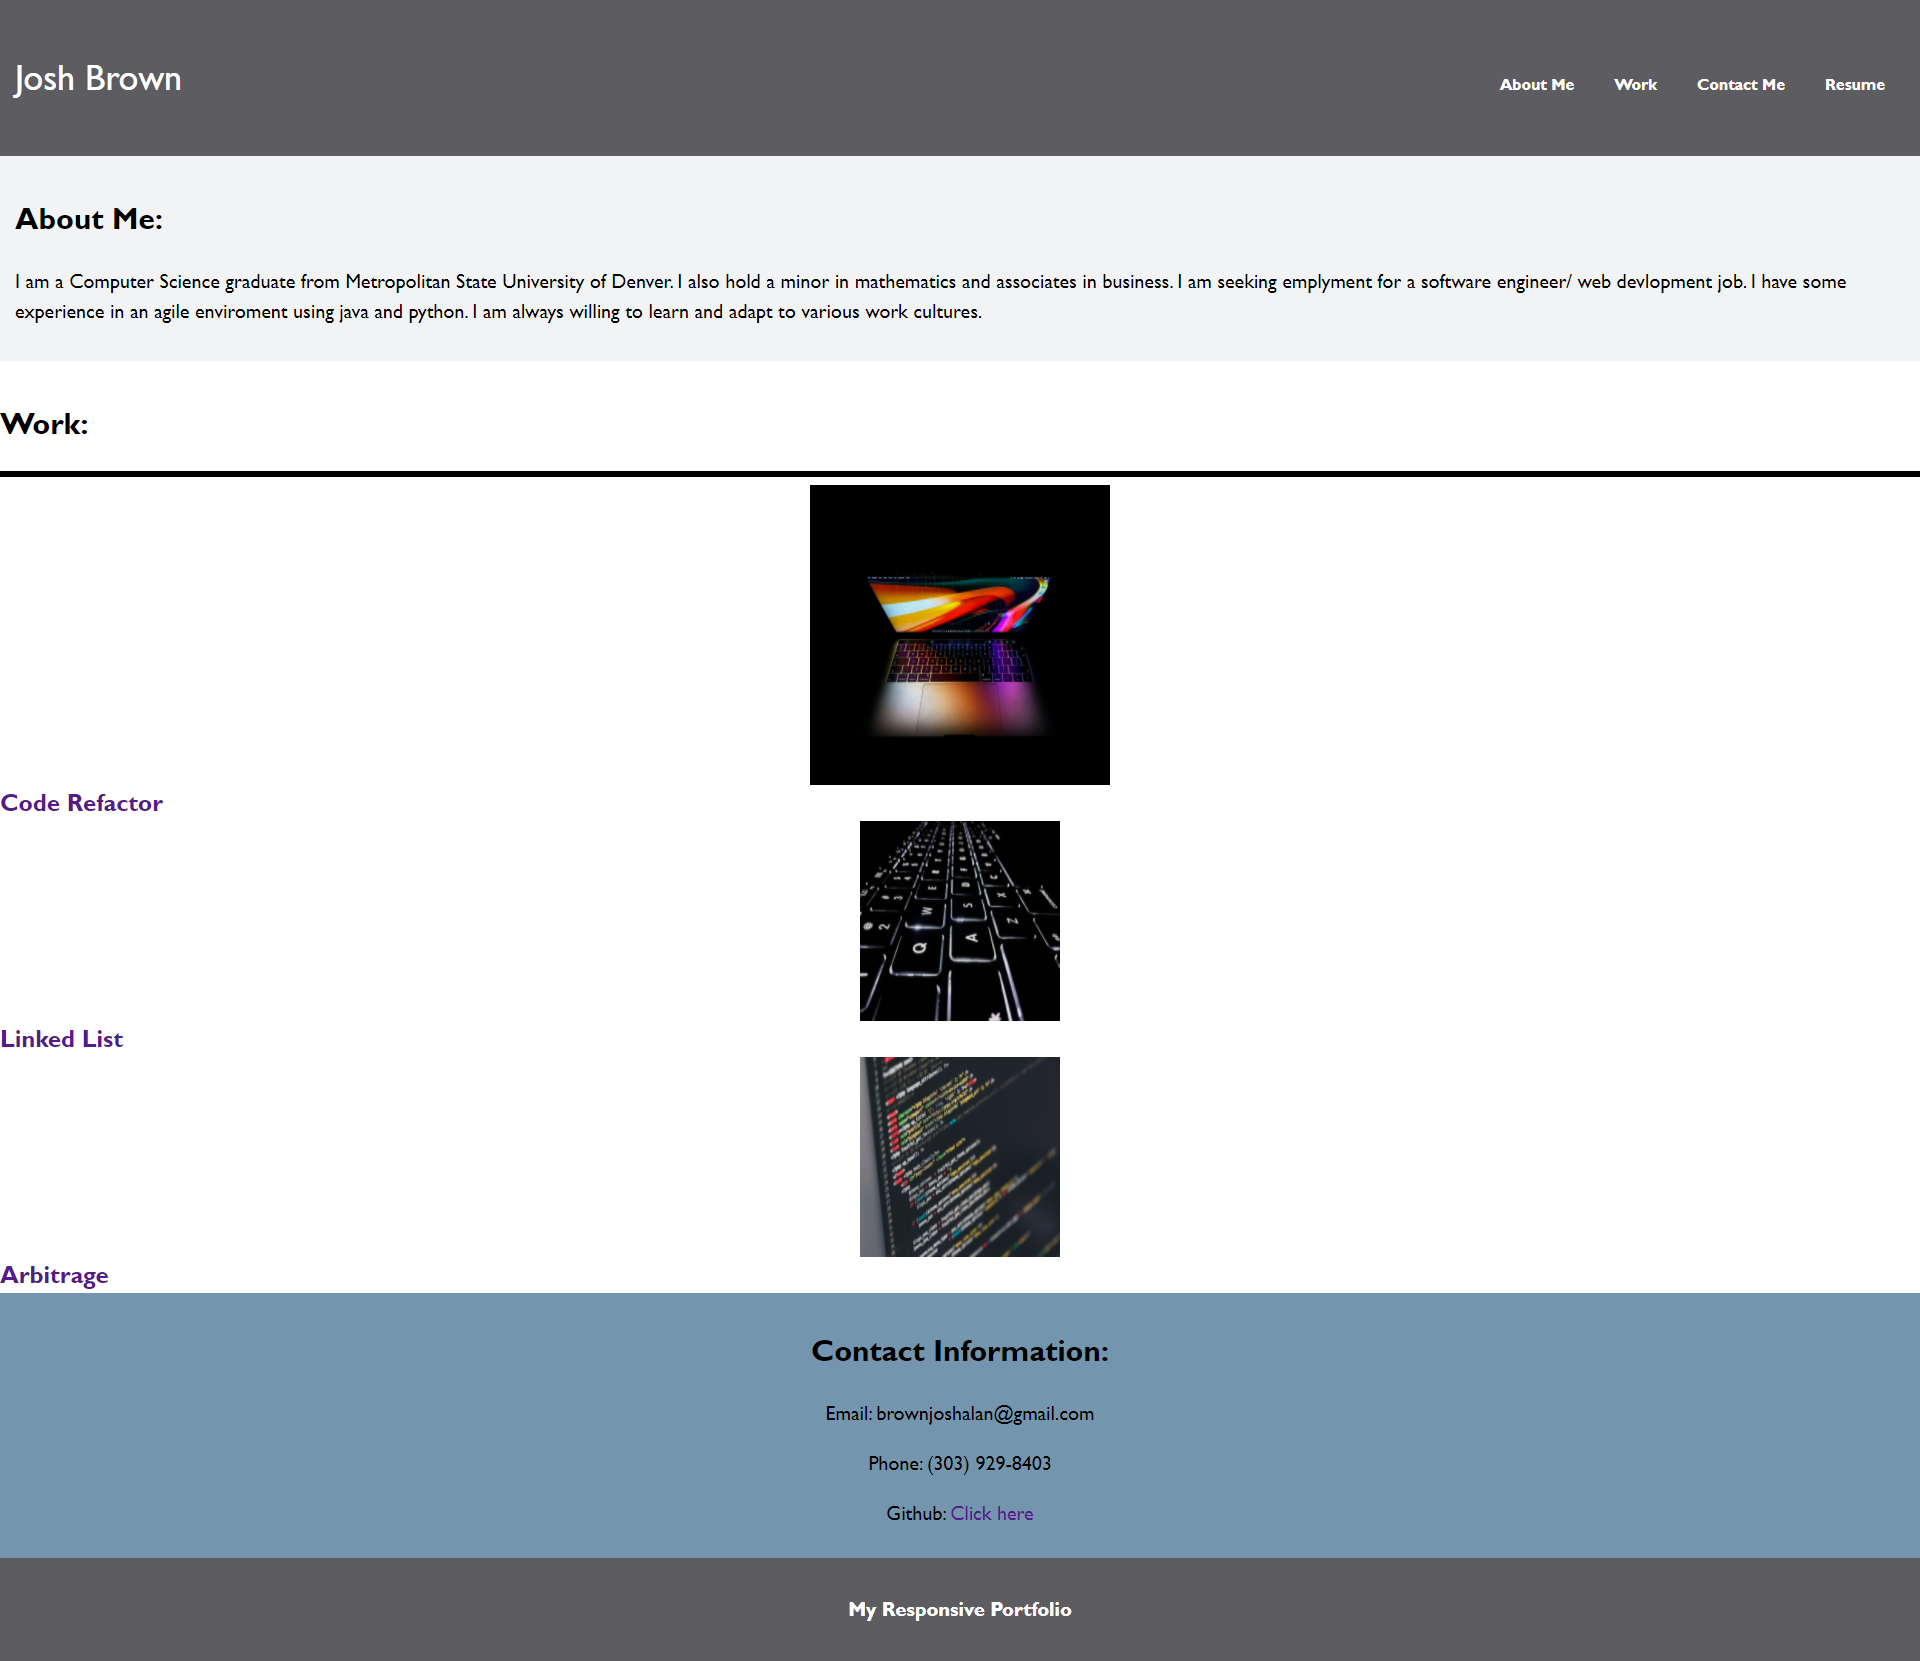 Josh Brown
About Me Work Contact Me Resume
About Me:
I am a Computer Science graduate from Metropolitan State University of Denver. I also hold a minor in mathematics and associates in business. I am seeking emplyment for a software engineer/ web devlopment job. I have some
experience in an agile enviroment using java and python. I am always willing to learn and adapt to various work cultures.
Work:
Code Refactor
Q W E R
A S D F
Z X C
2 3
@
Linked List
Arbitrage
Contact Information:
Email: brownjoshalan@gmail.com
Phone: (303) 929-8403
Github: Click here
My Responsive Portfolio